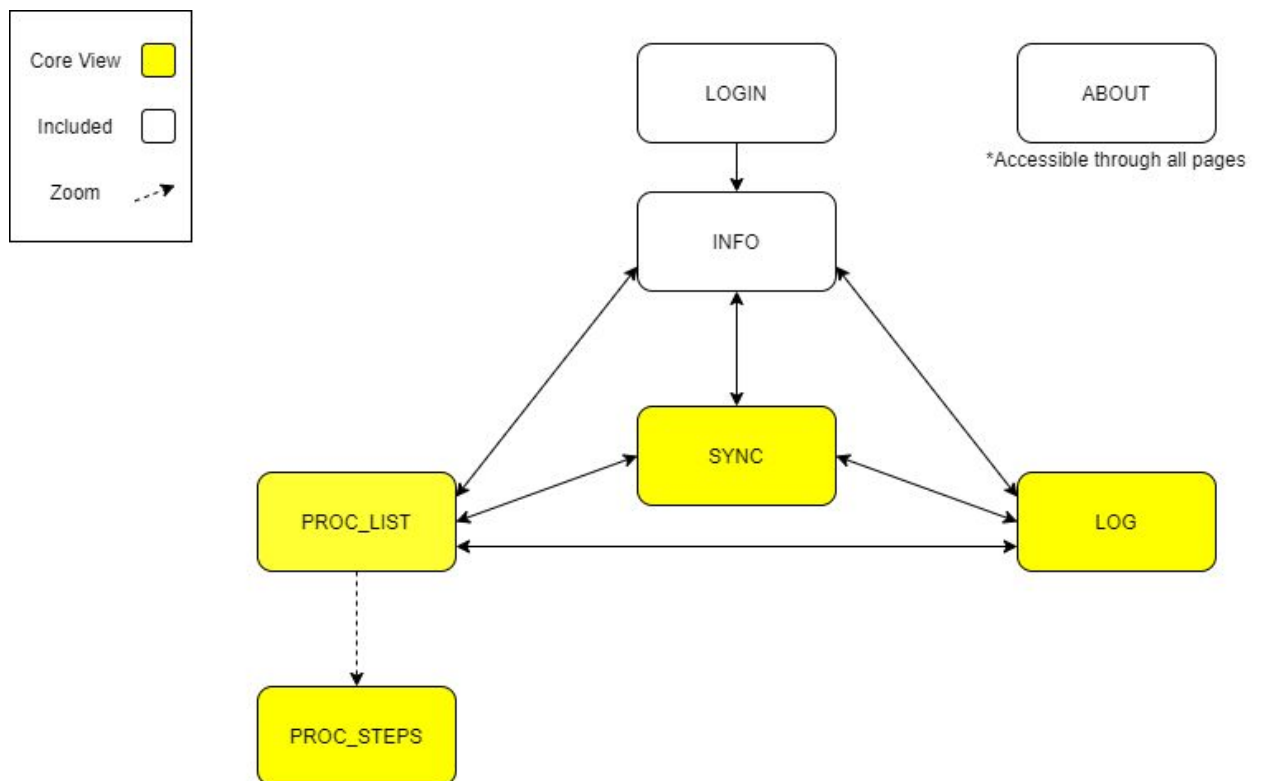 Core View
Included
Zoom
LOGIN
ABOUT
*Accessible through all pages
INFO
SYNC
PROC_LIST
LOG
PROC_STEPS